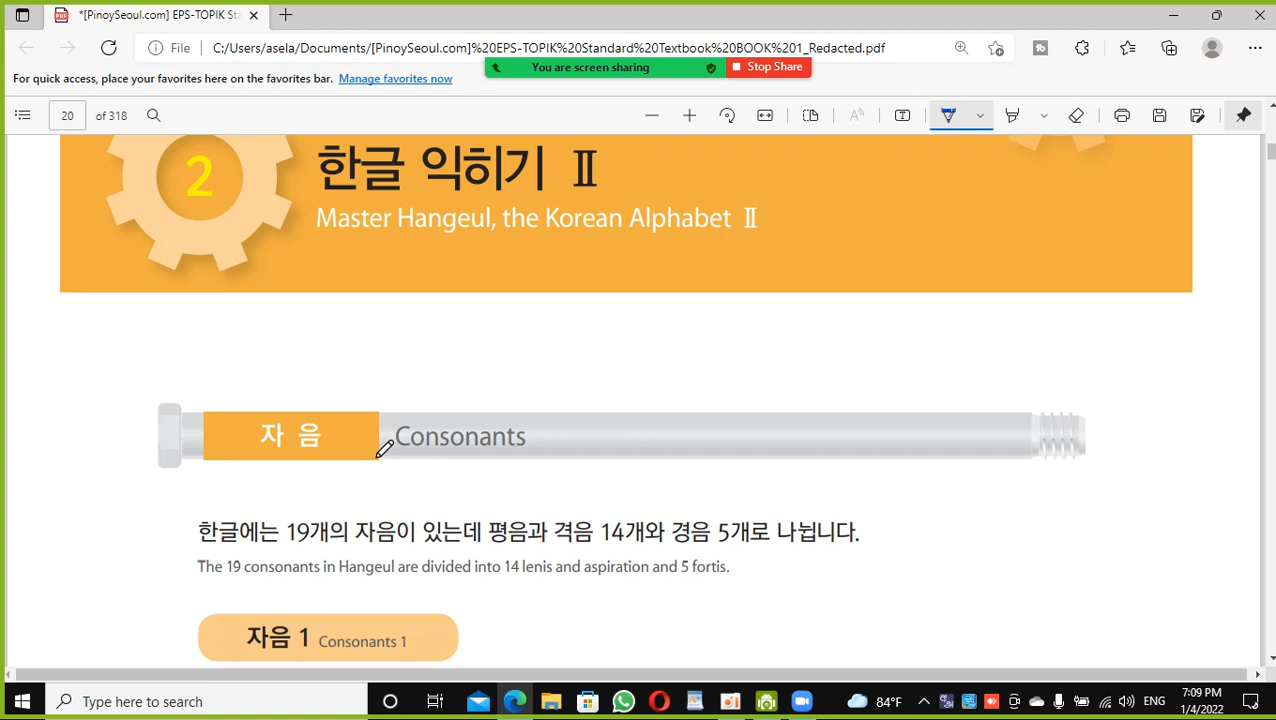 *[PinoySeoul.com] EPS-TOPIK Sta
File
C:/Users/asela/Documents/[PinoySeoul.com]%20EPS-TOPIK%20Standard%20Textbook%20BOOK%201_Redacted.pdf
You are screen sharing
Stop Share
For quick access, place your favorites here on the favorites bar. Manage favorites now
20 of 318
2
한글 익히기 Ⅱ
Master Hangeul, the Korean Alphabet Ⅱ
자 음 Consonants
한글에는 19개의 자음이 있는데 평음과 격음 14개와 경음 5개로 나뉩니다.
The 19 consonants in Hangeul are divided into 14 lenis and aspiration and 5 fortis.
자음 1 Consonants 1
Type here to search
84°F
ENG
7:09 PM
1/4/2022